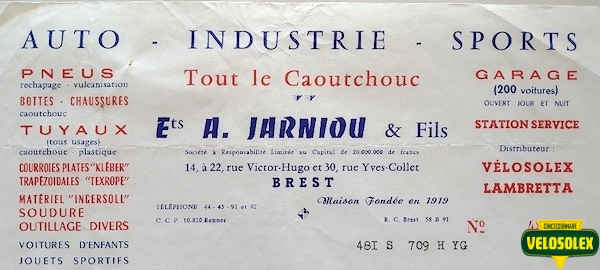 AUTO - INDUSTRIE - SPORTS
PNEUS
rechapage - vulcanisation
BOTTES - CHAUSSURES
caoutchouc
TUYAUX
(tous usages)
caoutchouc - plastique
COURROIES PLATES "KLÉBER"
TRAPÉZOIDALES "TEXROPE"
MATÉRIEL "INGERSOLL"
SOUDURE
OUTILLAGE DIVERS
VOITURES D'ENFANTS
JOUETS SPORTIFS
Tout le Caoutchouc
Ets A. JARNIOU & Fils
Société à Responsabilité Limitée au Capital de 20.000.000 de francs
14, à 22, rue Victor-Hugo et 30, rue Yves-Collet
BREST
Maison Fondée en 1919
TÉLÉPHONE 44-45, 91 et 92
C.C.P. 10.810 Rennes
R.C. Brest 58 B 91
GARAGE
(200 voitures)
OUVERT JOUR ET NUIT
STATION SERVICE
Distributeur :
VÉLOSOLEX
LAMBRETTA
No
481 S 709 H YG
CONCESSIONNAIRE
VELOSOLEX